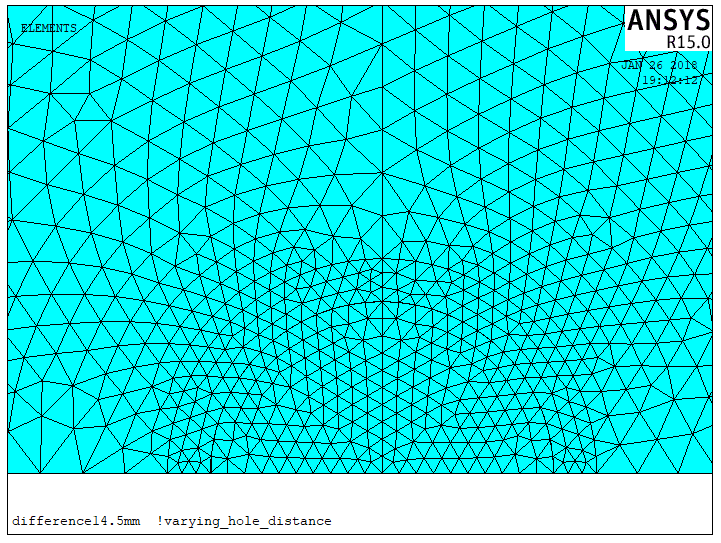 ELEMENTS
ANSYS
R15.0
JAN 26 2018
19:12:12
difference14.5mm  !varying_hole_distance